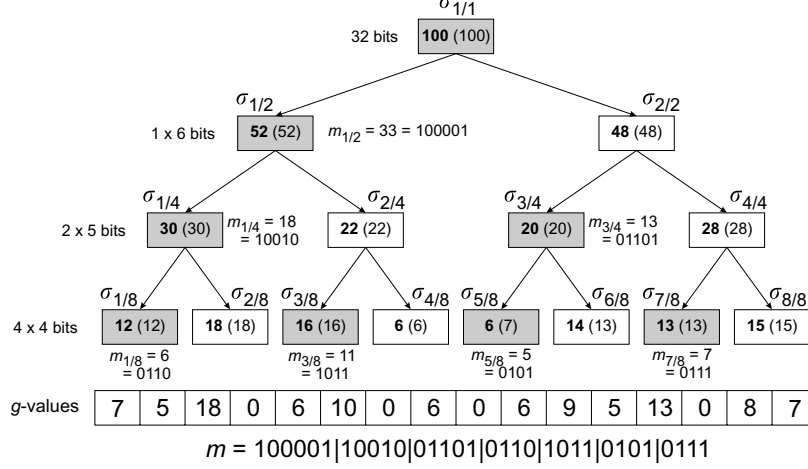 σ1/1
32 bits 100 (100)
σ1/2 σ2/2
1 x 6 bits 52 (52) m1/2 = 33 = 100001 48 (48)
σ1/4 σ2/4 σ3/4 σ4/4
2 x 5 bits 30 (30) m1/4 = 18 22 (22) 20 (20) m3/4 = 13 28 (28)
= 10010 = 01101
σ1/8 σ2/8 σ3/8 σ4/8 σ5/8 σ6/8 σ7/8 σ8/8
4 x 4 bits 12 (12) 18 (18) 16 (16) 6 (6) 6 (7) 14 (13) 13 (13) 15 (15)
m1/8 = 6 m3/8 = 11 m5/8 = 5 m7/8 = 7
= 0110 = 1011 = 0101 = 0111
g-values 7 5 18 0 6 10 0 6 0 6 9 5 13 0 8 7
m = 100001|10010|01101|0110|1011|0101|0111